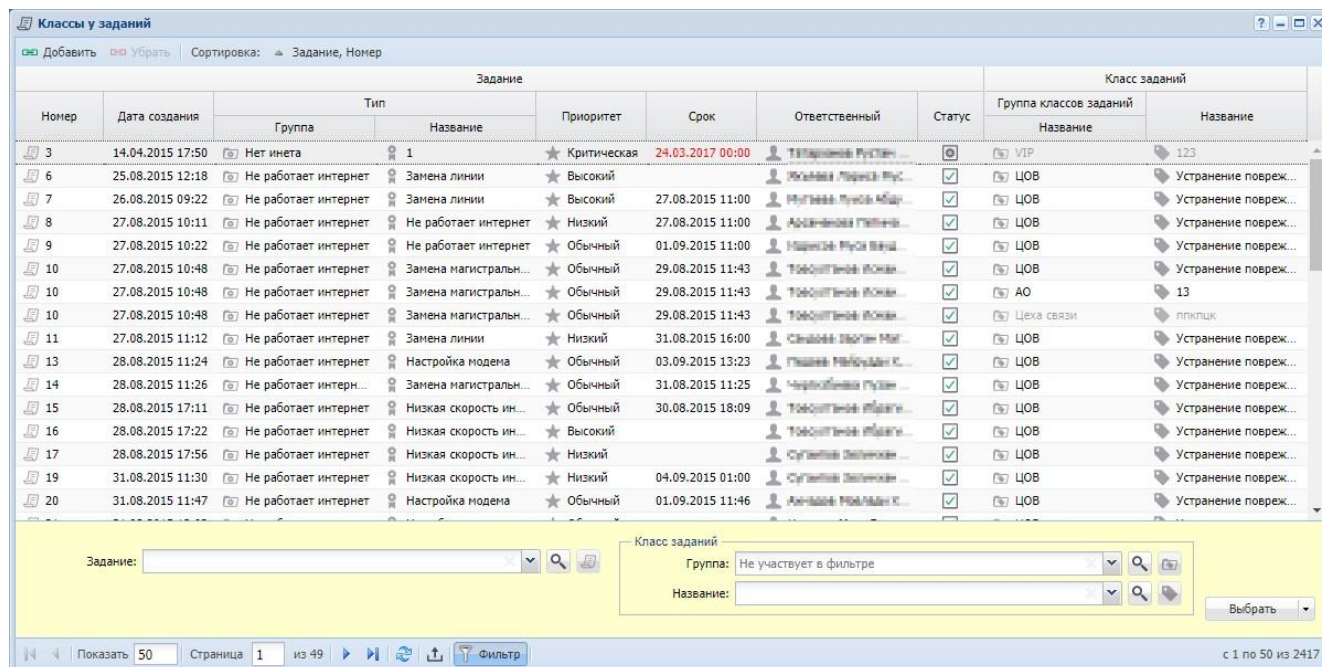 Классы у заданий
Добавить Убрать Сортировка: Задание, Номер
Задание Класс заданий
Номер Дата создания Тип Приоритет Срок Ответственный Статус Группа классов заданий Название
Группа Название Название
3 14.04.2015 17:50 Нет инета 1 Критическая 24.03.2017 00:00 VIP 123
6 25.08.2015 12:18 Не работает интернет Замена линии Высокий ЦОВ Устранение повреж...
7 26.08.2015 09:22 Не работает интернет Замена линии Высокий 27.08.2015 11:00 ЦОВ Устранение повреж...
8 27.08.2015 10:11 Не работает интернет Не работает интернет Низкий 27.08.2015 11:00 ЦОВ Устранение повреж...
9 27.08.2015 10:22 Не работает интернет Не работает интернет Обычный 01.09.2015 11:00 ЦОВ Устранение повреж...
10 27.08.2015 10:48 Не работает интернет Замена магистральн... Обычный 29.08.2015 11:43 ЦОВ Устранение повреж...
10 27.08.2015 10:48 Не работает интернет Замена магистральн... Обычный 29.08.2015 11:43 АО 13
10 27.08.2015 10:48 Не работает интернет Замена магистральн... Обычный 29.08.2015 11:43 Цеха связи ппкпцк
11 27.08.2015 11:12 Не работает интернет Замена линии Низкий 31.08.2015 16:00 ЦОВ Устранение повреж...
13 28.08.2015 11:24 Не работает интернет Настройка модема Обычный 03.09.2015 13:23 ЦОВ Устранение повреж...
14 28.08.2015 11:26 Не работает интерн... Замена магистральн... Обычный 31.08.2015 11:25 ЦОВ Устранение повреж...
15 28.08.2015 17:11 Не работает интернет Низкая скорость ин... Обычный 30.08.2015 18:09 ЦОВ Устранение повреж...
16 28.08.2015 17:22 Не работает интернет Низкая скорость ин... Высокий ЦОВ Устранение повреж...
17 28.08.2015 17:56 Не работает интернет Низкая скорость ин... Низкий ЦОВ Устранение повреж...
19 31.08.2015 11:30 Не работает интернет Низкая скорость ин... Низкий 04.09.2015 01:00 ЦОВ Устранение повреж...
20 31.08.2015 11:47 Не работает интернет Настройка модема Обычный 01.09.2015 11:46 ЦОВ Устранение повреж...
Класс заданий
Задание: Группа: Не участвует в фильтре
Название:
Выбрать
Показать 50 Страница 1 из 49 Фильтр с 1 по 50 из 2417